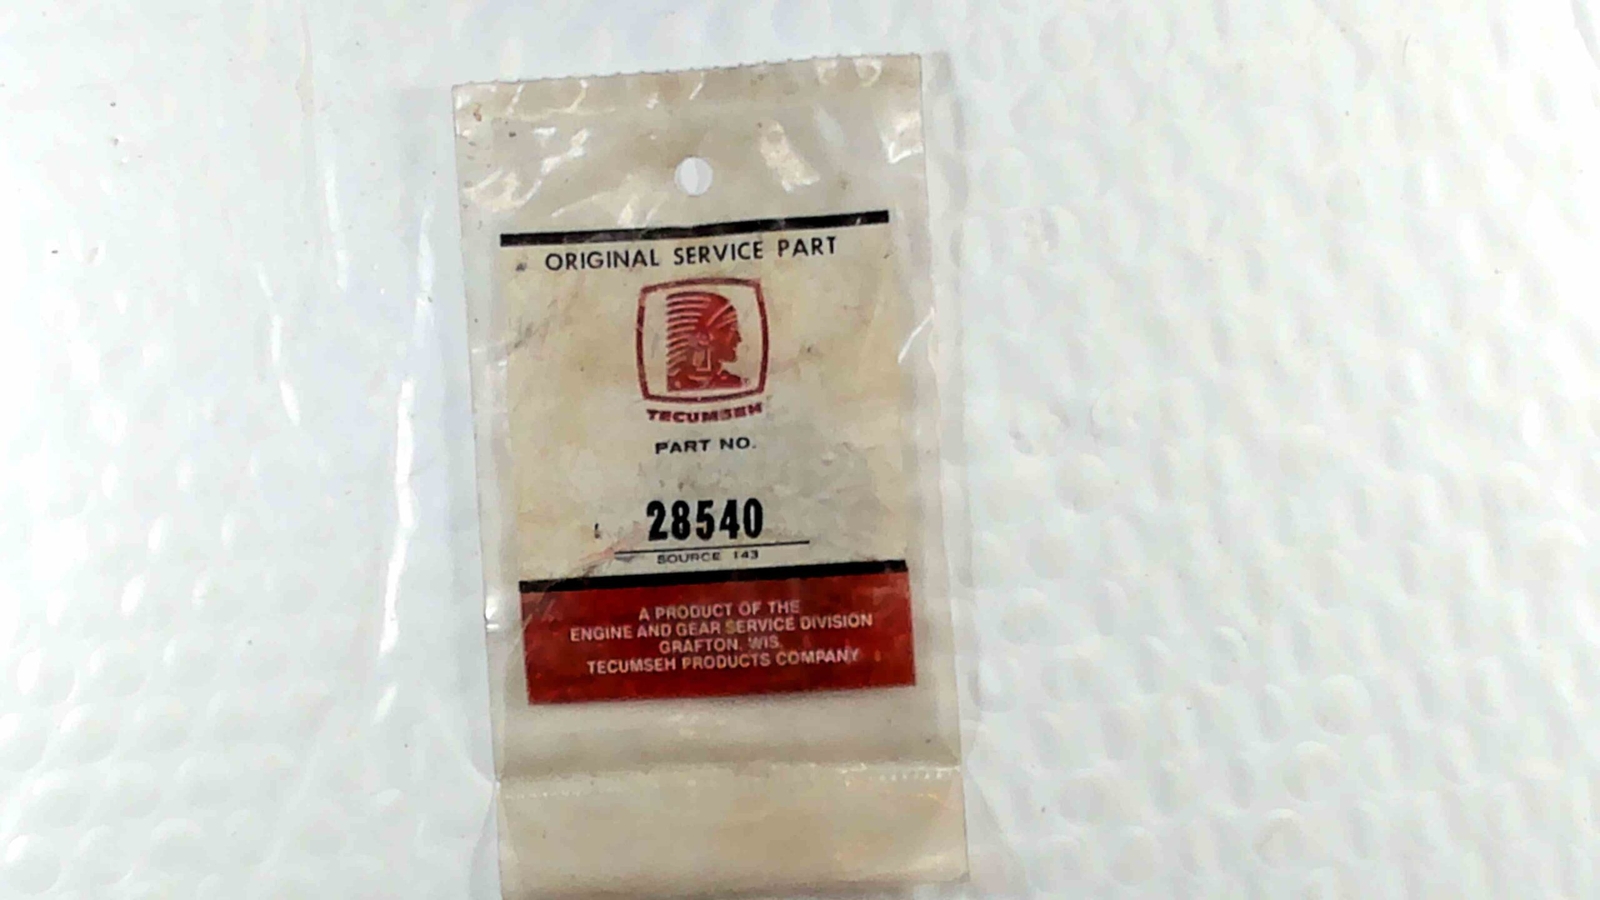 ORIGINAL SERVICE PART
TECUMSEH
PART NO.
28540
SOURCE 143
A PRODUCT OF THE
ENGINE AND GEAR SERVICE DIVISION
GRAFTON, WIS.
TECUMSEH PRODUCTS COMPANY